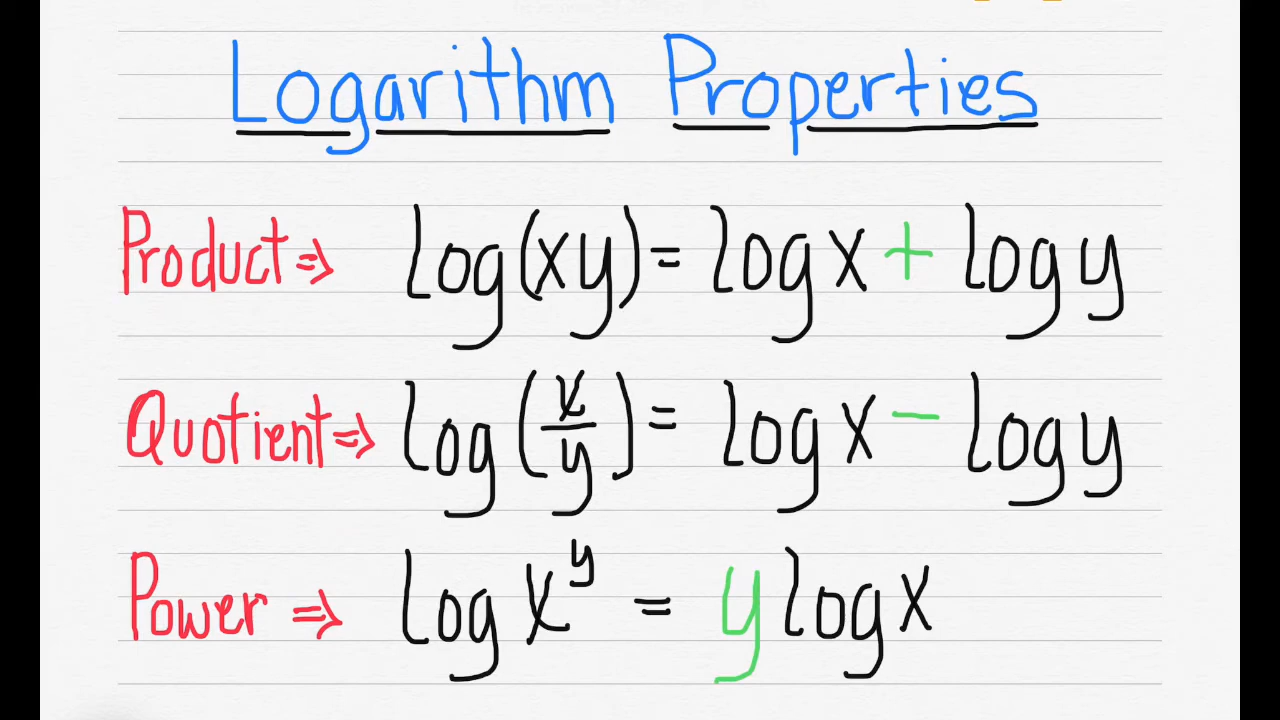 Logarithm Properties
Product ⇒ log(xy) = log x + log y
Quotient ⇒ log(x/y) = log x - log y
Power ⇒ log x^y = y log x